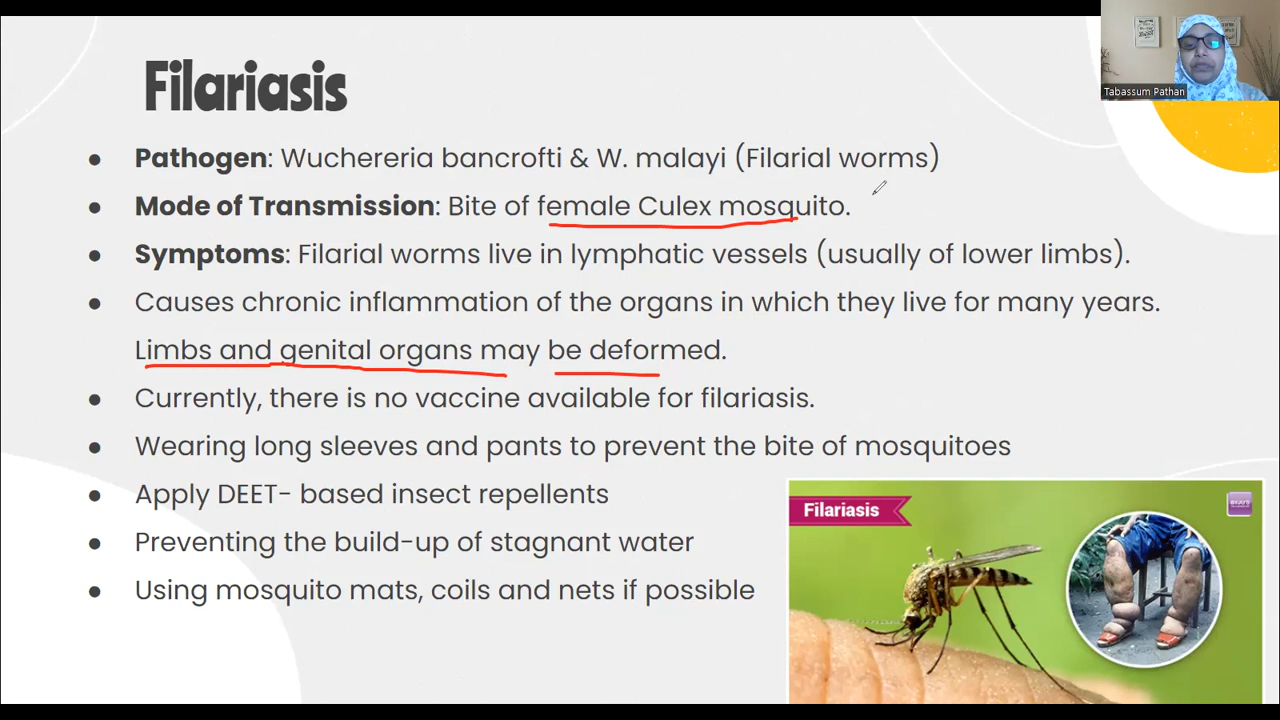 Filariasis
Tabassum Pathan
● Pathogen: Wuchereria bancrofti & W. malayi (Filarial worms)
● Mode of Transmission: Bite of female Culex mosquito.
● Symptoms: Filarial worms live in lymphatic vessels (usually of lower limbs).
● Causes chronic inflammation of the organs in which they live for many years.
Limbs and genital organs may be deformed.
● Currently, there is no vaccine available for filariasis.
● Wearing long sleeves and pants to prevent the bite of mosquitoes
● Apply DEET- based insect repellents
● Preventing the build-up of stagnant water
● Using mosquito mats, coils and nets if possible
Filariasis